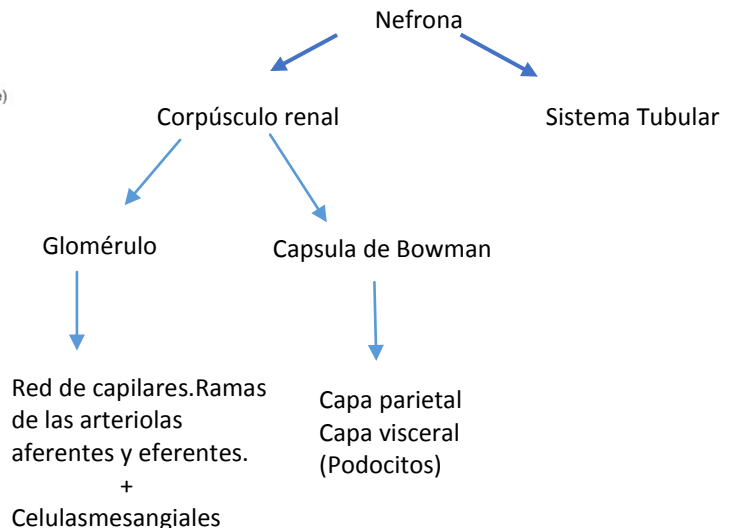 Nefrona
e)
Corpúsculo renal
Sistema Tubular
Glomérulo
Capsula de Bowman
Red de capilares.Ramas
de las arteriolas
aferentes y eferentes.
+
Celulasmesangiales
Capa parietal
Capa visceral
(Podocitos)